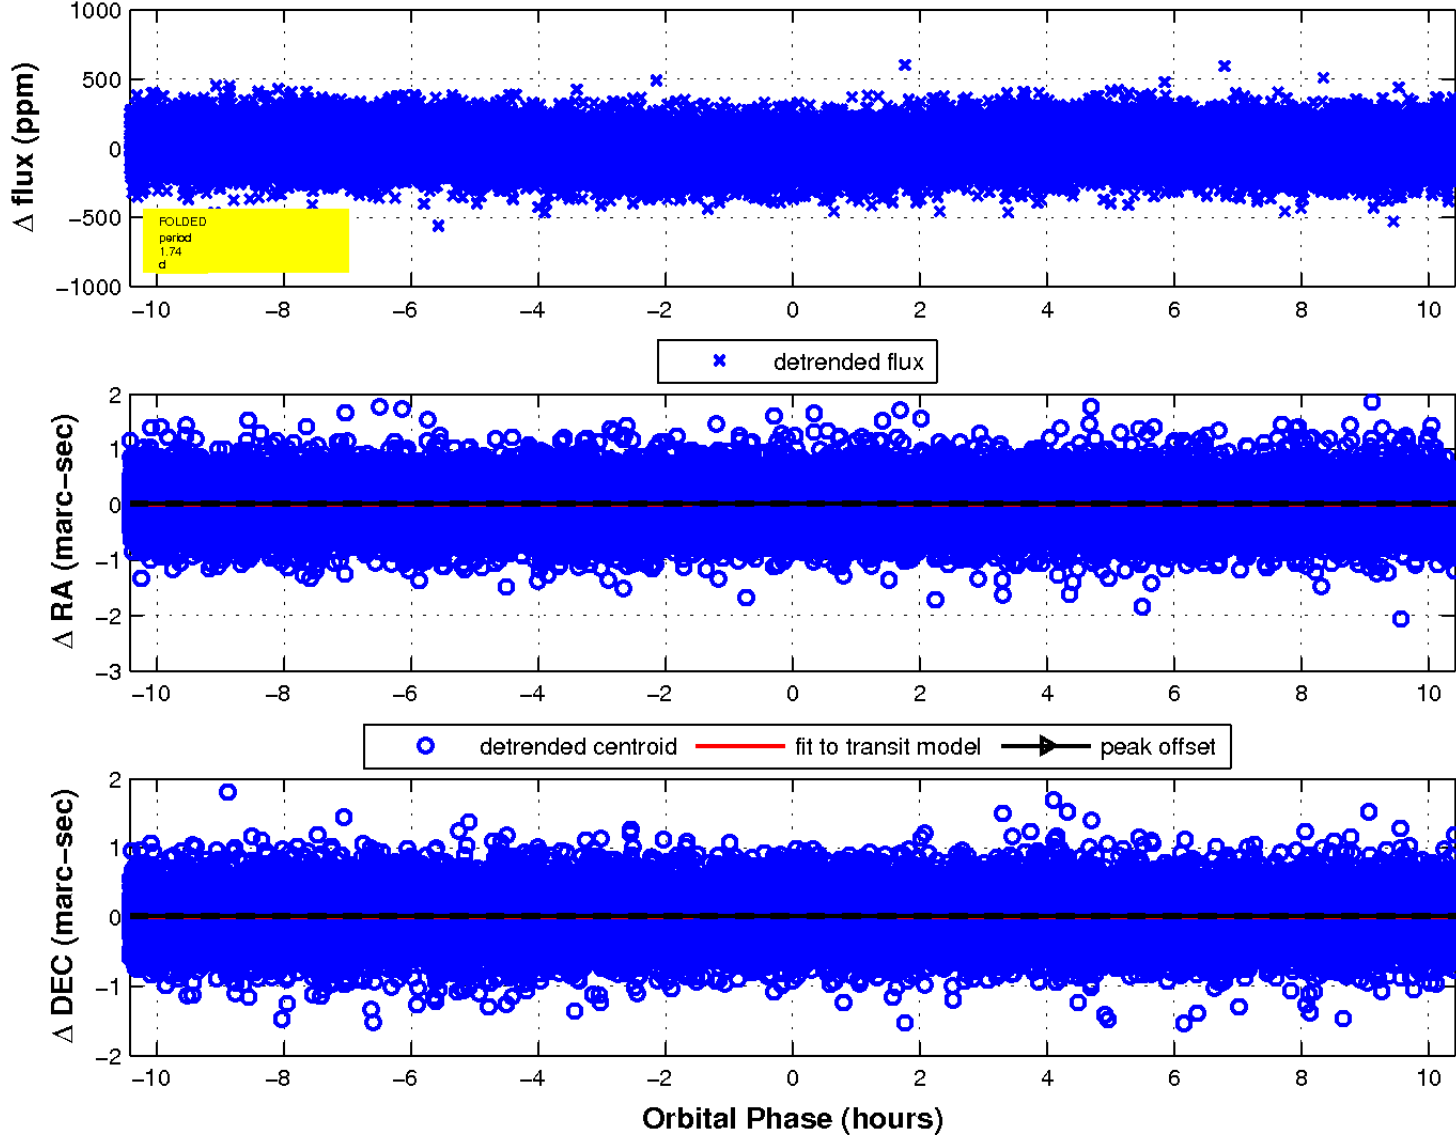 1000
500
0
−500
−1000
Δ flux (ppm)
FOLDED
period
1.74
d
−10 −8 −6 −4 −2 0 2 4 6 8 10
detrended flux
2
1
0
−1
−2
−3
Δ RA (marc−sec)
−10 −8 −6 −4 −2 0 2 4 6 8 10
detrended centroid fit to transit model peak offset
2
1
0
−1
−2
Δ DEC (marc−sec)
−10 −8 −6 −4 −2 0 2 4 6 8 10
Orbital Phase (hours)